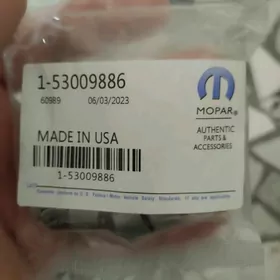 1-53009886
60989 06/03/2023
MOPAR®
AUTHENTIC
PARTS &
ACCESSORIES
MADE IN USA
1-53009886